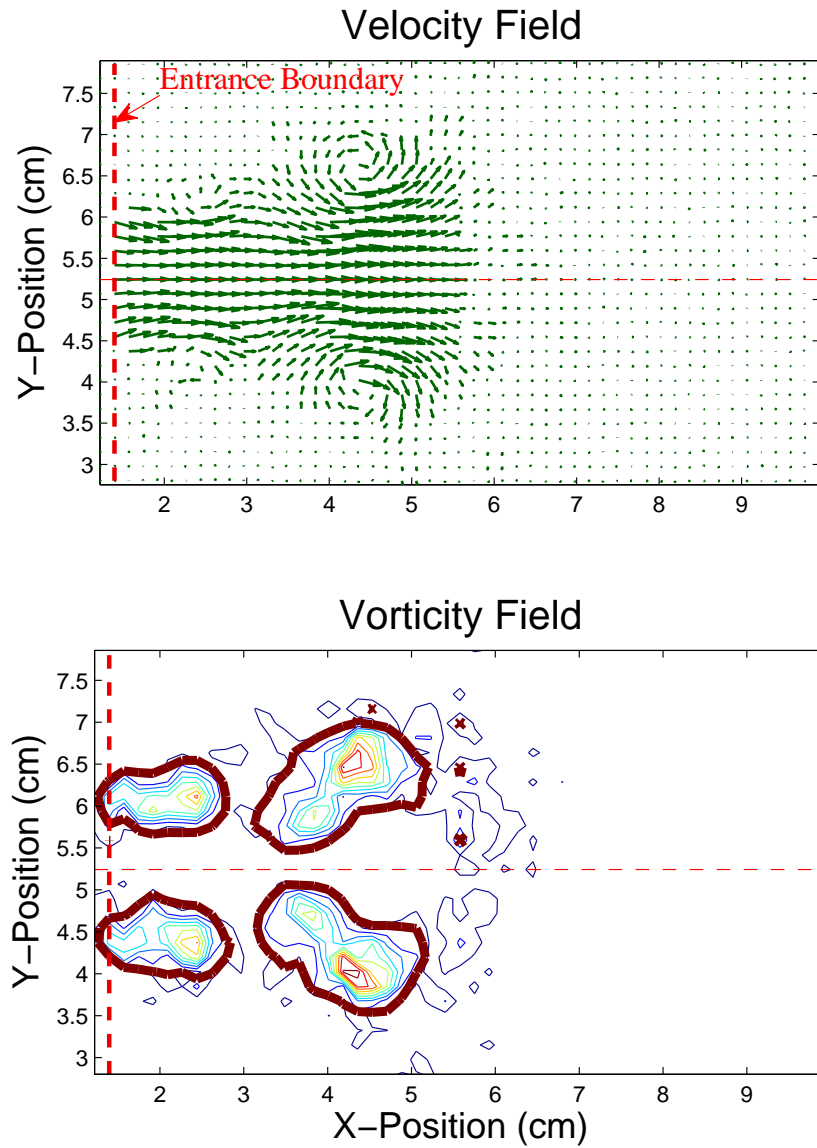 Velocity Field
Entrance Boundary
Y−Position (cm)
7.5
7
6.5
6
5.5
5
4.5
4
3.5
3
2 3 4 5 6 7 8 9
Vorticity Field
Y−Position (cm)
7.5
7
6.5
6
5.5
5
4.5
4
3.5
3
2 3 4 5 6 7 8 9
X−Position (cm)